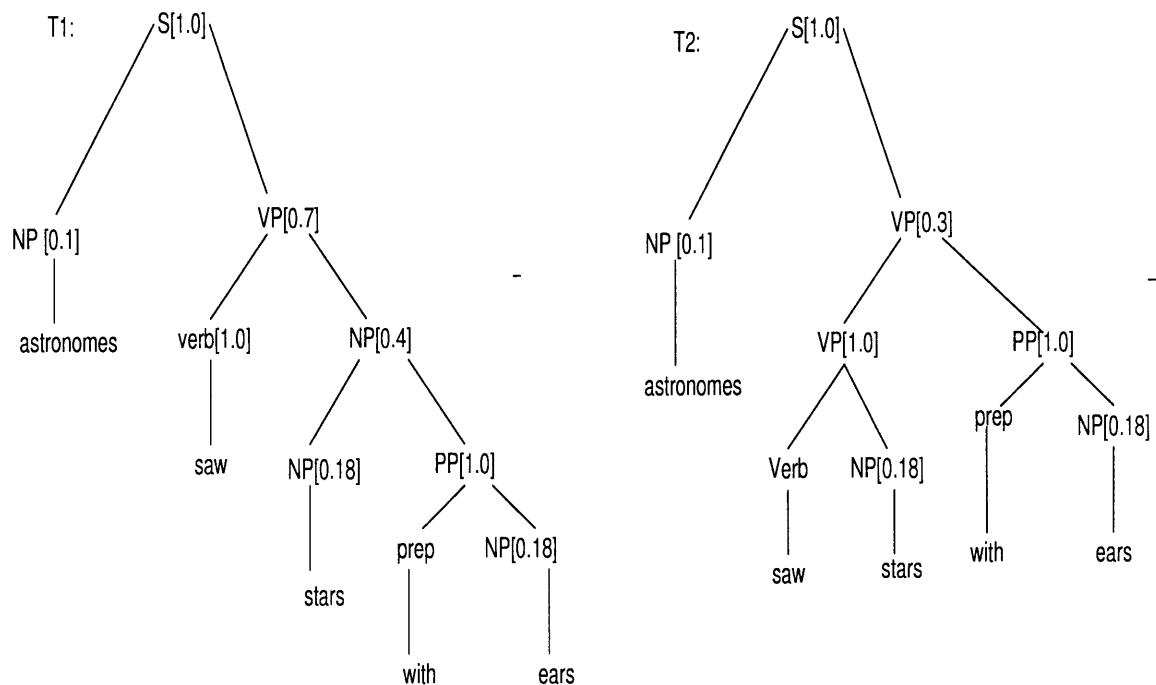 T1:
S[1.0]
NP [0.1]
VP[0.7]
astronomes
verb[1.0]
NP[0.4]
saw
NP[0.18]
PP[1.0]
prep
NP[0.18]
stars
with
ears
T2:
S[1.0]
NP [0.1]
VP[0.3]
astronomes
VP[1.0]
PP[1.0]
prep
NP[0.18]
Verb
NP[0.18]
with
ears
saw
stars